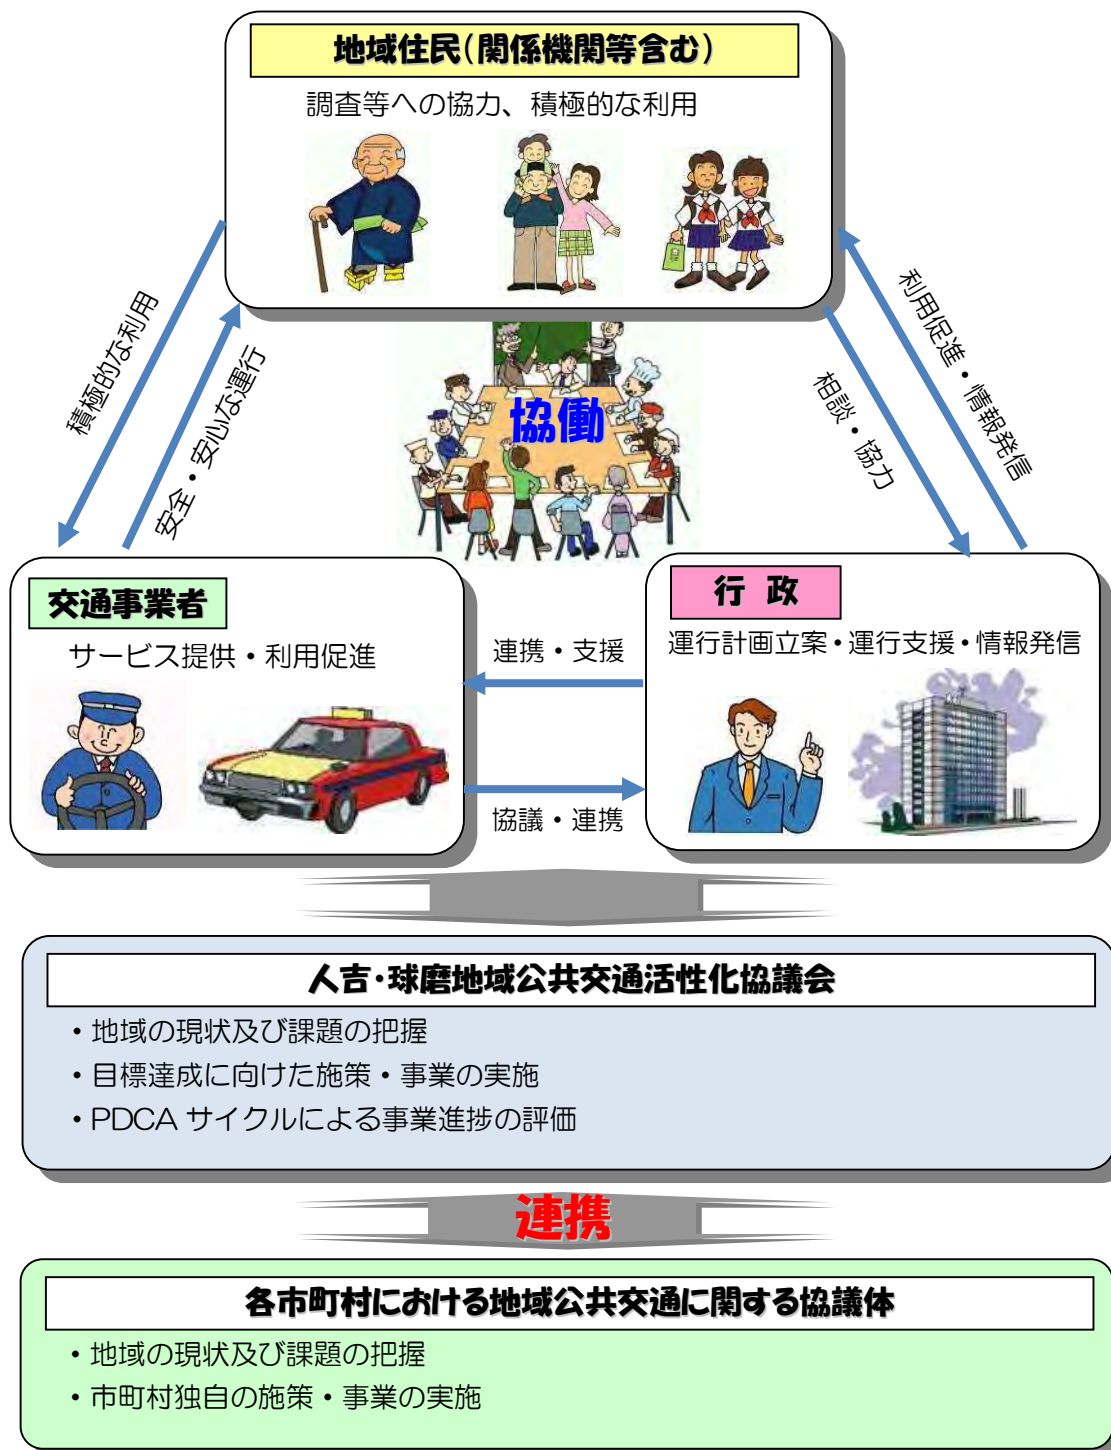 地域住民(関係機関等含む)
調査等への協力、積極的な利用
積極的な利用
安全・安心な運行
協働
相談・協力
利用促進・情報発信
交通事業者
サービス提供・利用促進
連携・支援
協議・連携
行 政
運行計画立案・運行支援・情報発信
人吉・球磨地域公共交通活性化協議会
・地域の現状及び課題の把握
・目標達成に向けた施策・事業の実施
・PDCA サイクルによる事業進捗の評価
連携
各市町村における地域公共交通に関する協議体
・地域の現状及び課題の把握
・市町村独自の施策・事業の実施